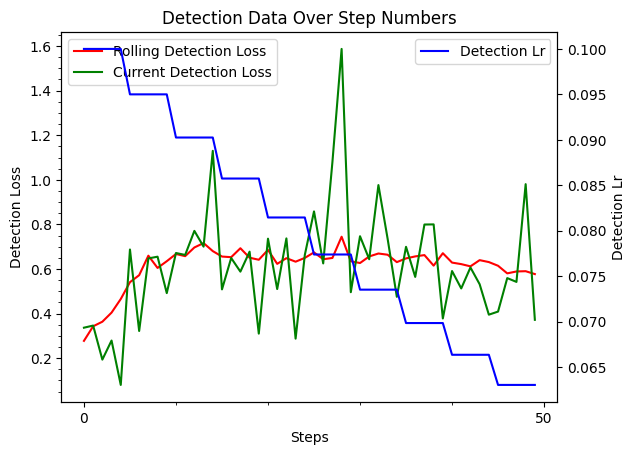 Detection Data Over Step Numbers
Rolling Detection Loss
Current Detection Loss
Detection Lr
1.6
1.4
1.2
1.0
0.8
0.6
0.4
0.2
Detection Loss
0.100
0.095
0.090
0.085
0.080
0.075
0.070
0.065
Detection Lr
0
50
Steps